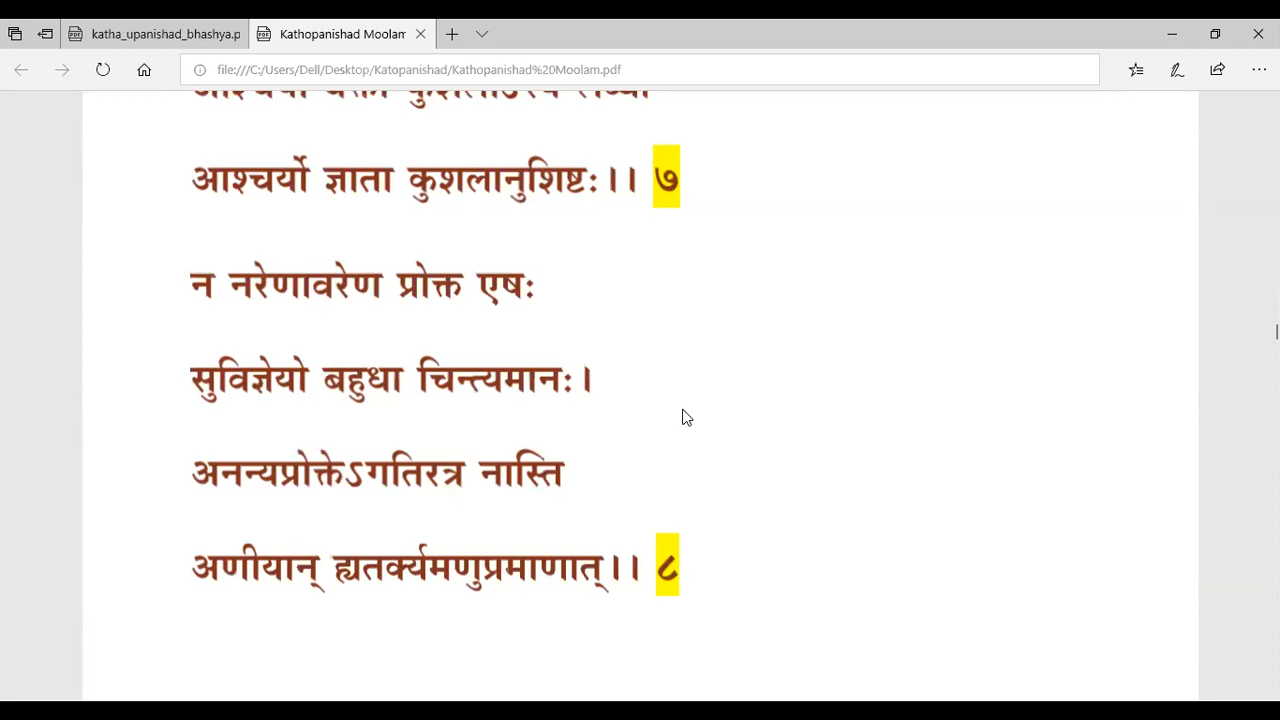 katha_upanishad_bhashya.p
Kathopanishad Moolam
file:///C:/Users/Dell/Desktop/Katopanishad/Kathopanishad%20Moolam.pdf
आश्चर्यो ज्ञाता कुशलानुशिष्टः।। ७
न नरेणावरेण प्रोक्त एषः
सुविज्ञेयो बहुधा चिन्त्यमानः।
अनन्यप्रोक्तेऽगतिरत्र नास्ति
अणीयान् ह्यतर्क्यमणुप्रमाणात्।। ८